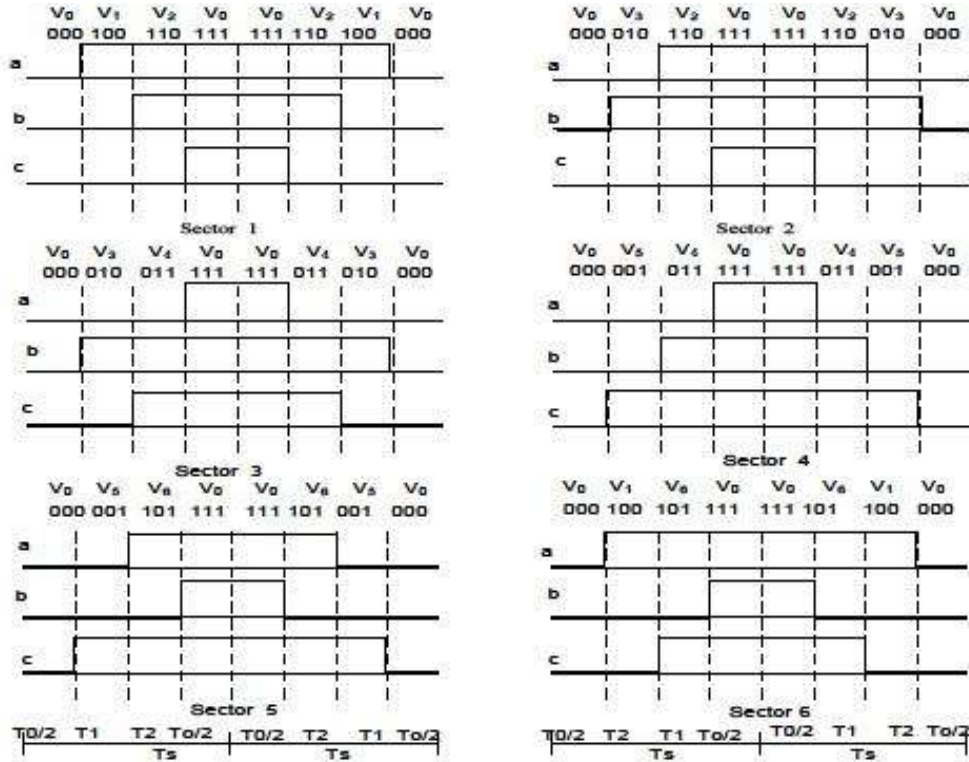 V0 V1 V2 V0 V0 V2 V1 V0
000 100 110 111 111 110 100 000
a
b
c
Sector 1
V0 V3 V2 V0 V0 V2 V3 V0
000 010 110 111 111 110 010 000
a
b
c
Sector 2
V0 V3 V4 V0 V0 V4 V3 V0
000 010 011 111 111 011 010 000
a
b
c
Sector 3
V0 V5 V4 V0 V0 V4 V5 V0
000 001 011 111 111 011 001 000
a
b
c
Sector 4
V0 V5 V6 V0 V0 V6 V5 V0
000 001 101 111 111 101 001 000
a
b
c
Sector 5
T0/2 T1 T2 To/2 T0/2 T2 T1 To/2
Ts Ts
V0 V1 V6 V0 V0 V6 V1 V0
000 100 101 111 111 101 100 000
a
b
c
Sector 6
T0/2 T2 T1 To/2 T0/2 T1 T2 To/2
Ts Ts